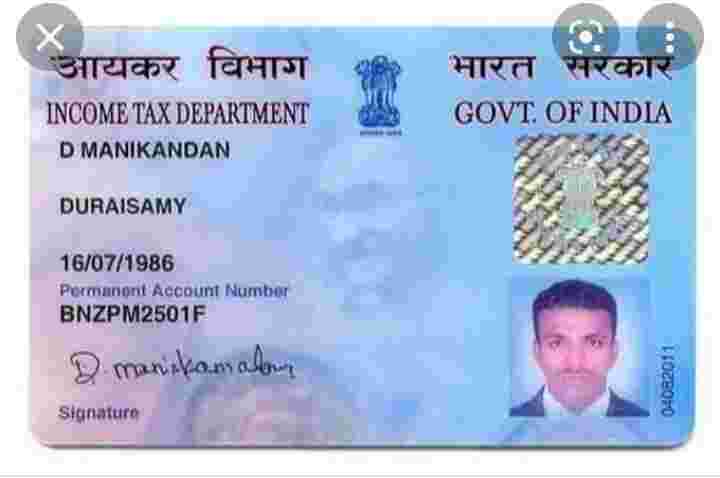 आयकर विभाग
भारत सरकार
INCOME TAX DEPARTMENT
GOVT. OF INDIA
D MANIKANDAN
DURAISAMY
16/07/1986
Permanent Account Number
BNZPM2501F
D. manikandan
Signature
04082011